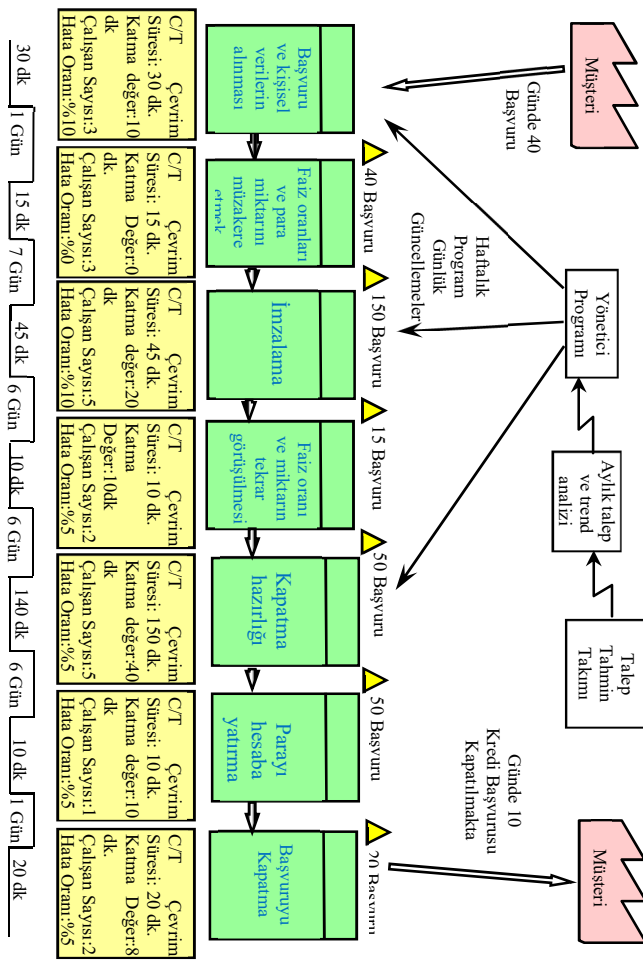 Müşteri
Günde 40
Başvuru
Yönetici
Programı
Aylık talep
ve trend
analizi
Talep
Tahmin
Takımı
Haftalık
Program
Günlük
Güncellemeler
Günde 10
Kredi Başvurusu
Kapatılmakta
Müşteri
40 Başvuru
150 Başvuru
15 Başvuru
50 Başvuru
50 Başvuru
20 Başvuru
Başvuru
ve kişisel
verilerin
alınması
Faiz oranları
ve para
miktarını
müzakere
etmek
İmzalama
Faiz oranı
ve miktarın
tekrar
görüşülmesi
Kapatma
hazırlığı
Parayı
hesaba
yatırma
Başvuruyu
Kapatma
C/T Çevrim
Süresi: 30 dk.
Katma değer:10
dk
Çalışan Sayısı:3
Hata Oranı:%10
C/T Çevrim
Süresi: 15 dk.
Katma Değer:0
dk.
Çalışan Sayısı:3
Hata Oranı:%0
C/T Çevrim
Süresi: 45 dk.
Katma değer:20
dk
Çalışan Sayısı:5
Hata Oranı:%10
C/T Çevrim
Süresi: 10 dk.
Katma
Değer:10dk
Çalışan Sayısı:2
Hata Oranı:%5
C/T Çevrim
Süresi: 150 dk.
Katma değer:40
dk
Çalışan Sayısı:5
Hata Oranı:%5
C/T Çevrim
Süresi: 10 dk.
Katma değer:10
dk
Çalışan Sayısı:1
Hata Oranı:%5
C/T Çevrim
Süresi: 20 dk.
Katma Değer:8
dk.
Çalışan Sayısı:2
Hata Oranı:%5
30 dk
1 Gün
15 dk
7 Gün
45 dk
6 Gün
10 dk
6 Gün
140 dk
6 Gün
10 dk
1 Gün
20 dk